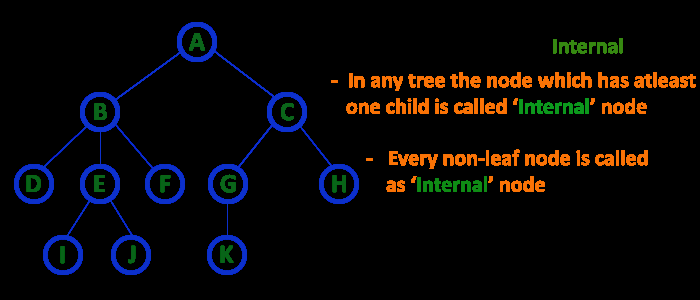 A
Internal
- In any tree the node which has atleast
one child is called ‘Internal’ node
B C
- Every non-leaf node is called
as ‘Internal’ node
D E F G H
I J K